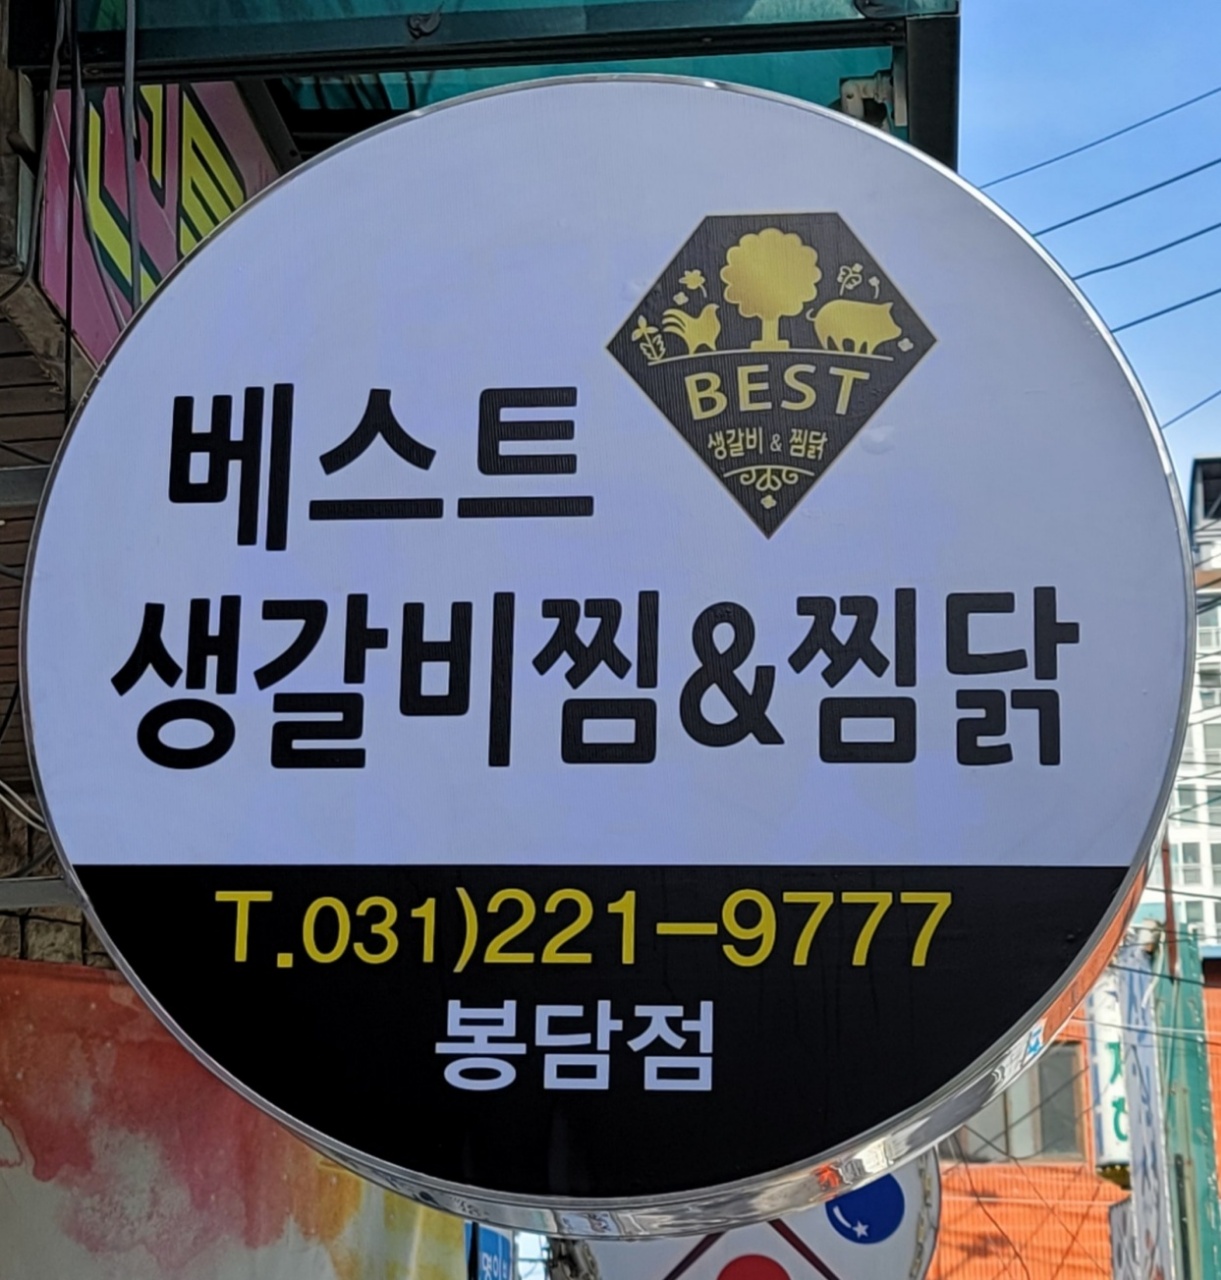 BEST
생갈비 & 찜닭
베스트
생갈비찜&찜닭
T.031)221-9777
봉담점